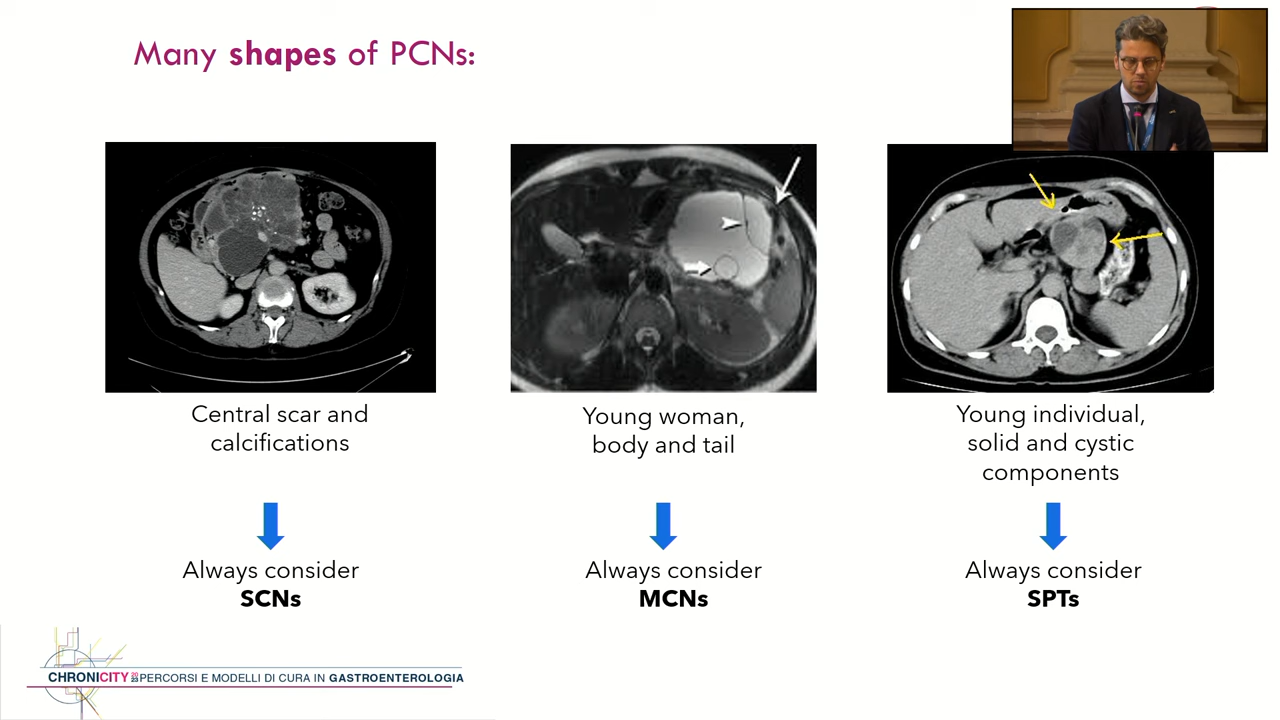 Many shapes of PCNs:
Central scar and
calcifications
Always consider
SCNs
Young woman,
body and tail
Always consider
MCNs
Young individual,
solid and cystic
components
Always consider
SPTs
CHRONICITY 2023 PERCORSI E MODELLI DI CURA IN GASTROENTEROLOGIA